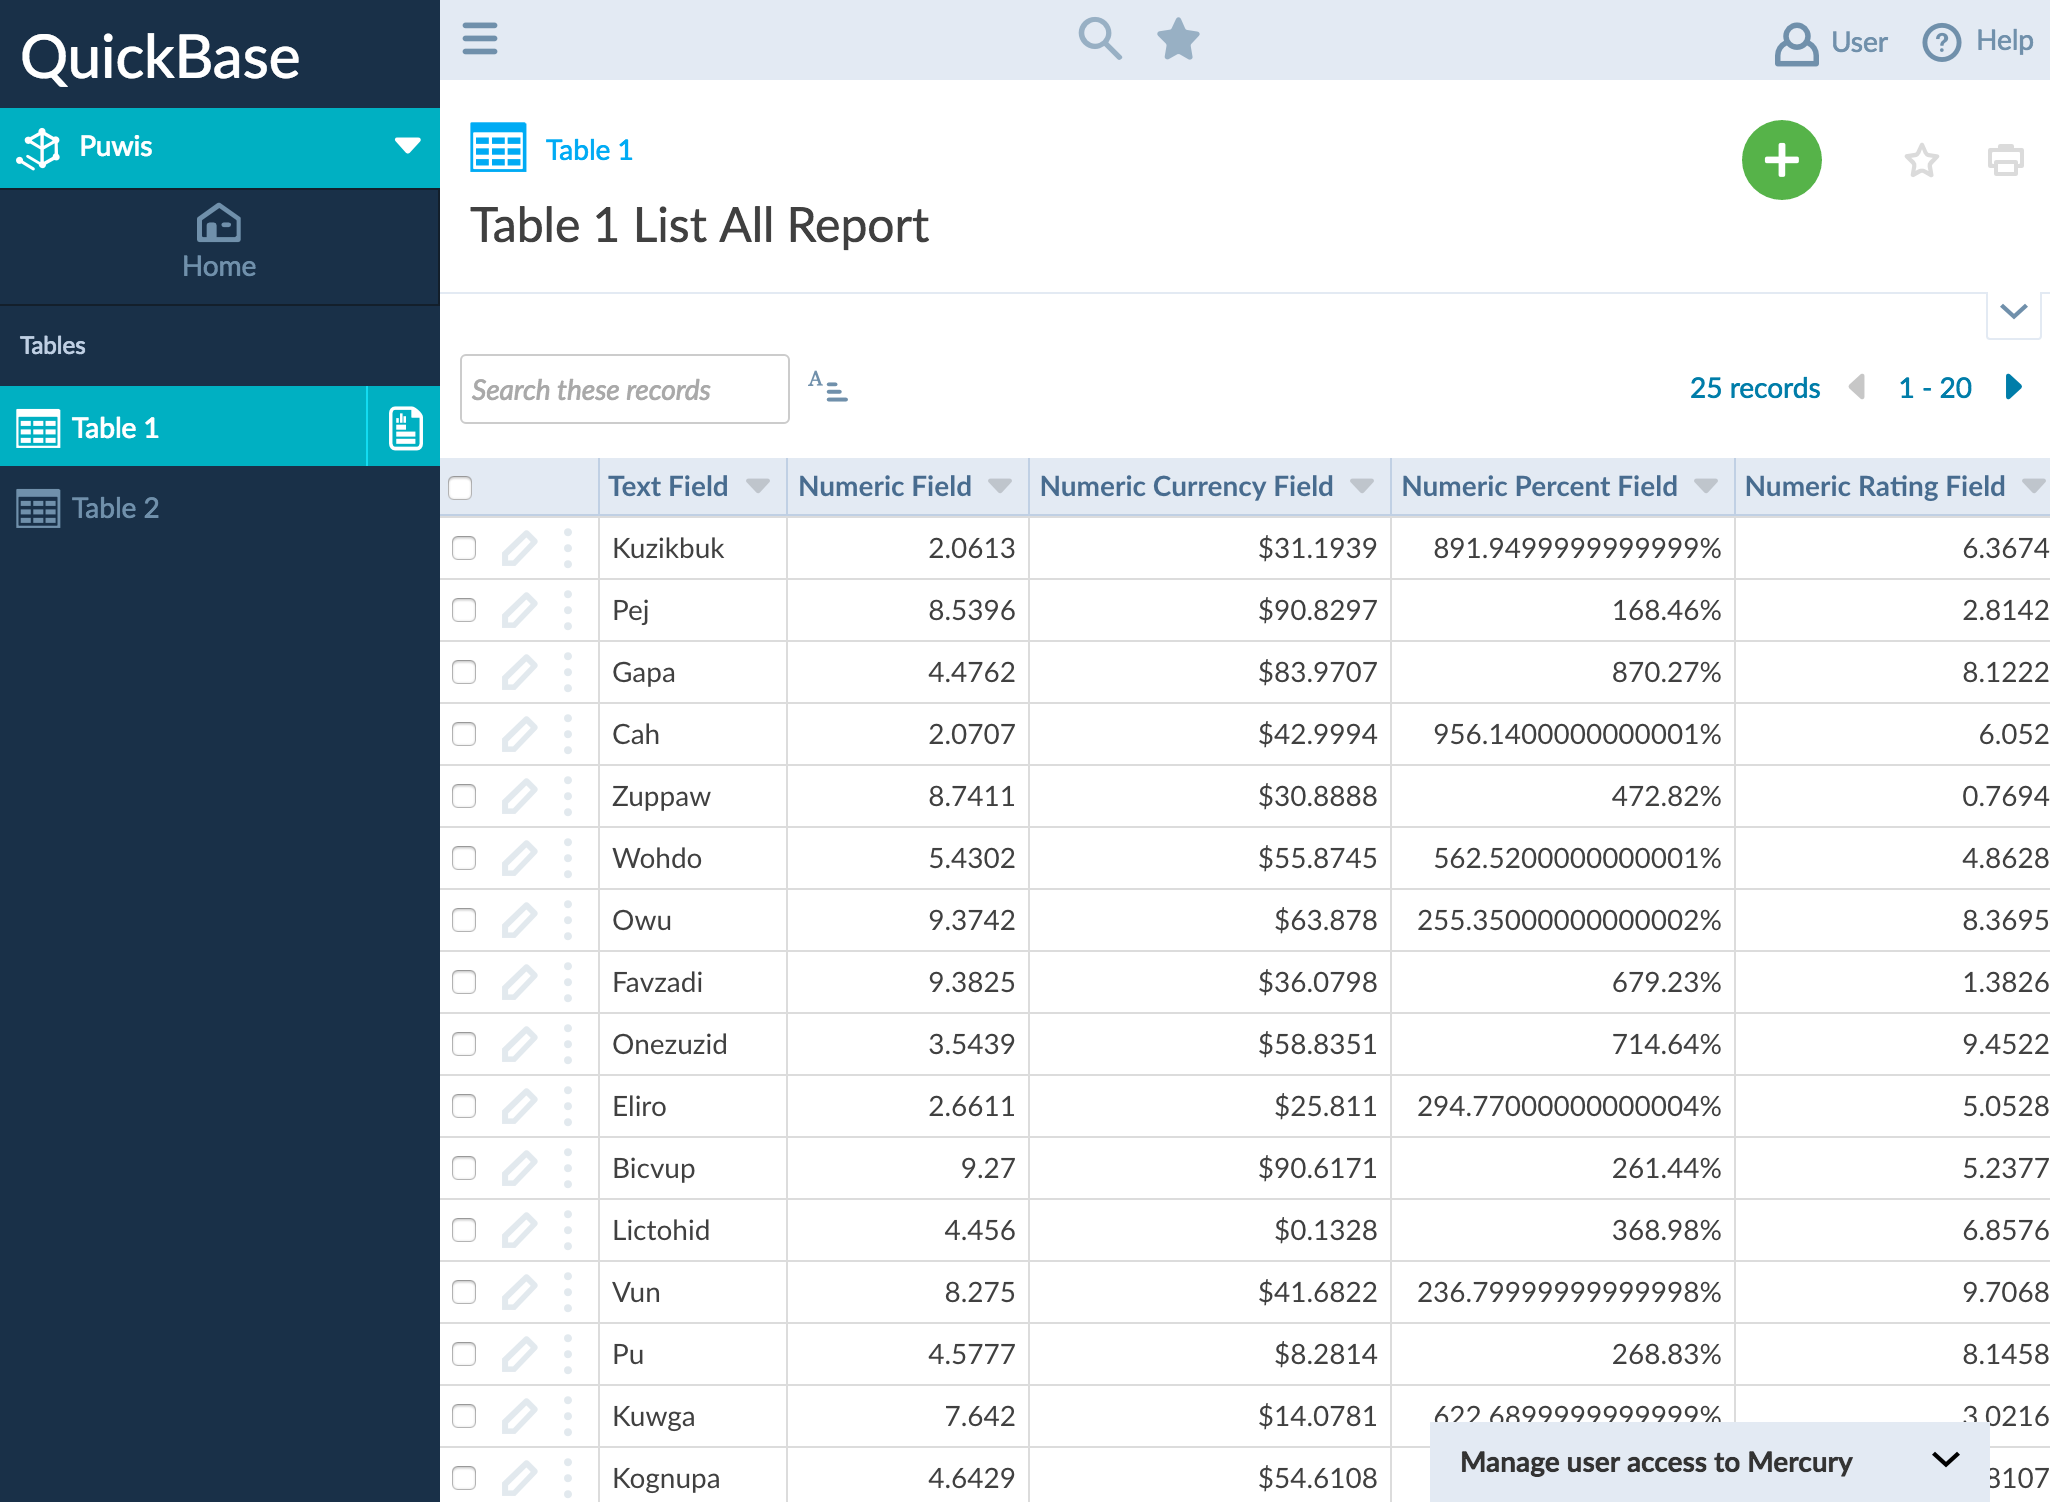 QuickBase
User
Help
Puwis
Home
Tables
Table 1
Table 2
Table 1
Table 1 List All Report
Search these records
A
25 records
1 - 20
Text Field Numeric Field Numeric Currency Field Numeric Percent Field Numeric Rating Field
Kuzikbuk 2.0613 $31.1939 891.9499999999999% 6.3674
Pej 8.5396 $90.8297 168.46% 2.8142
Gapa 4.4762 $83.9707 870.27% 8.1222
Cah 2.0707 $42.9994 956.1400000000001% 6.052
Zuppaw 8.7411 $30.8888 472.82% 0.7694
Wohdo 5.4302 $55.8745 562.5200000000001% 4.8628
Owu 9.3742 $63.878 255.35000000000002% 8.3695
Favzadi 9.3825 $36.0798 679.23% 1.3826
Onezuzid 3.5439 $58.8351 714.64% 9.4522
Eliro 2.6611 $25.811 294.77000000000004% 5.0528
Bicvup 9.27 $90.6171 261.44% 5.2377
Lictohid 4.456 $0.1328 368.98% 6.8576
Vun 8.275 $41.6822 236.79999999999998% 9.7068
Pu 4.5777 $8.2814 268.83% 8.1458
Kuwga 7.642 $14.0781 622.6899999999999% 3.0216
Kognupa 4.6429 $54.6108
Manage user access to Mercury